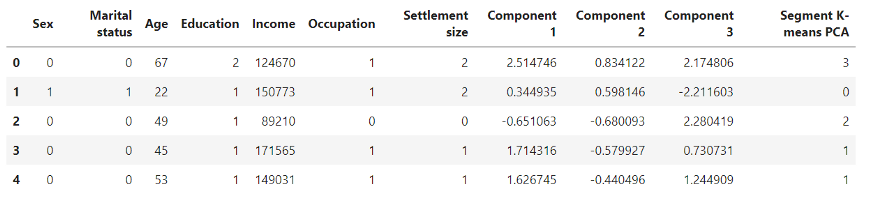 Sex Marital status Age Education Income Occupation Settlement size Component 1 Component 2 Component 3 Segment K-means PCA
0 0 0 67 2 124670 1 2 2.514746 0.834122 2.174806 3
1 1 1 22 1 150773 1 2 0.344935 0.598146 -2.211603 0
2 0 0 49 1 89210 0 0 -0.651063 -0.680093 2.280419 2
3 0 0 45 1 171565 1 1 1.714316 -0.579927 0.730731 1
4 0 0 53 1 149031 1 1 1.626745 -0.440496 1.244909 1